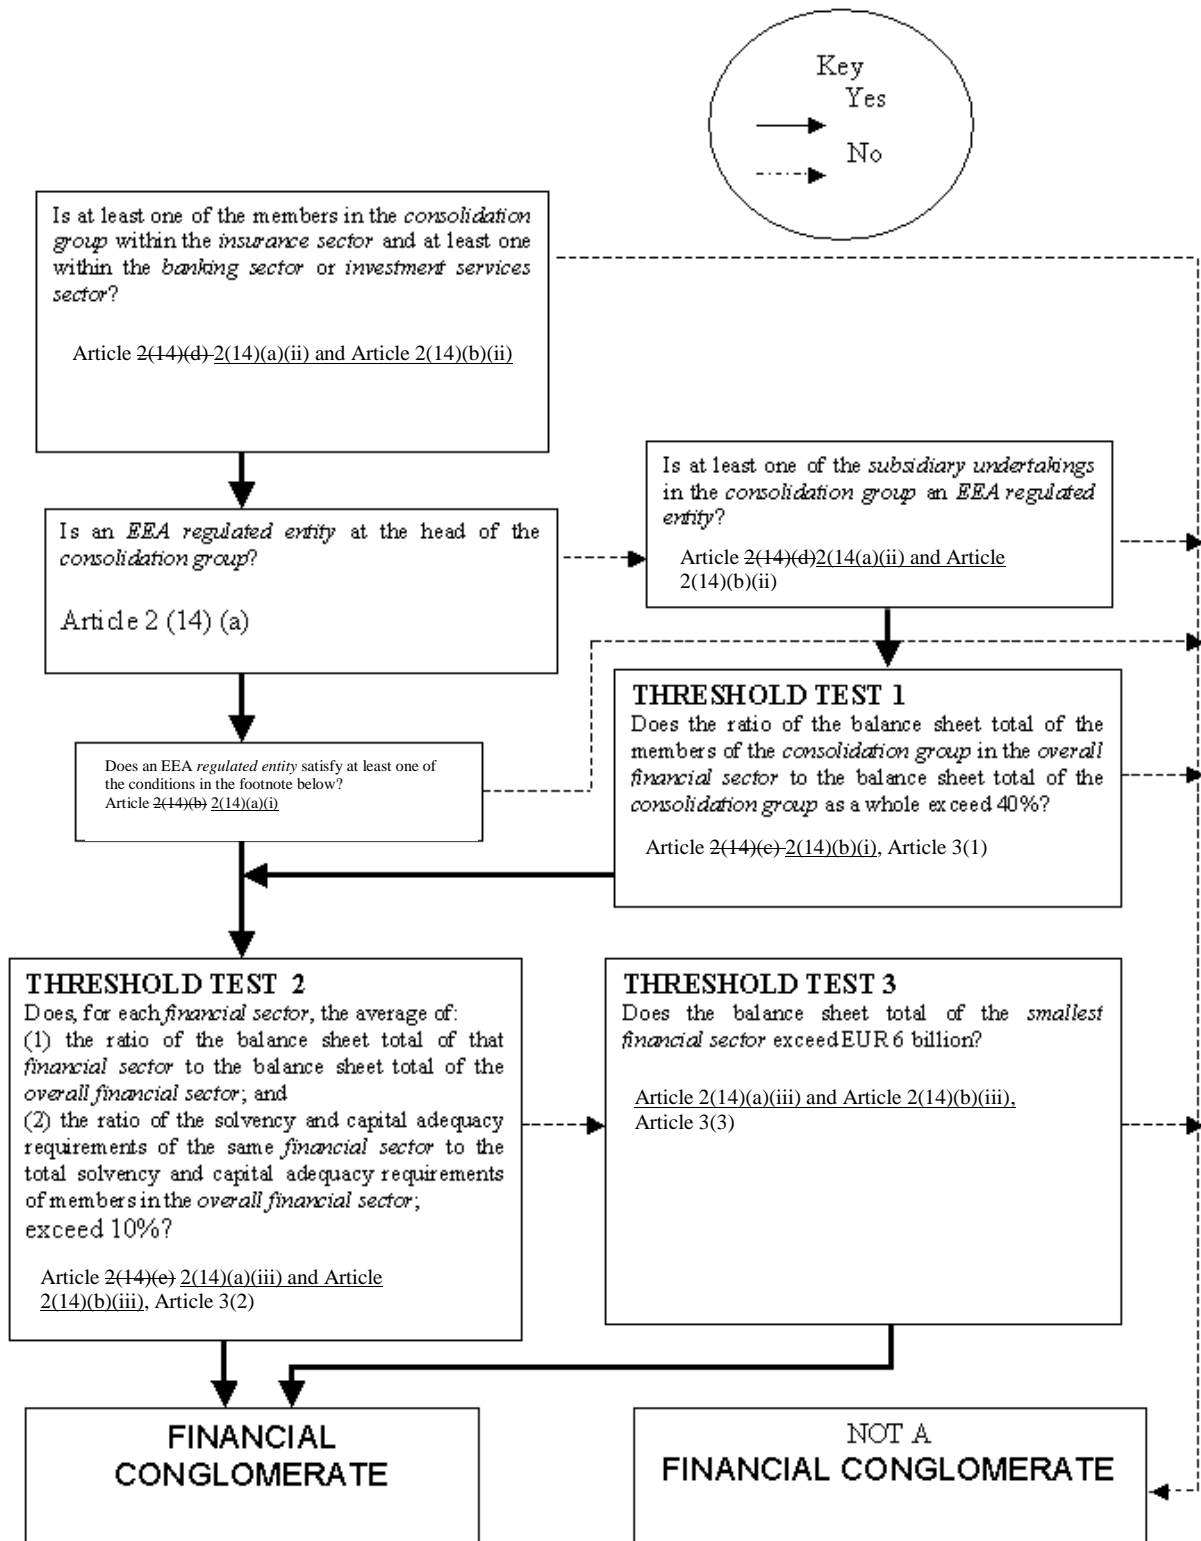 Key
Yes
No
Is at least one of the members in the consolidation
group within the insurance sector and at least one
within the banking sector or investment services
sector?
Article 2(14)(d) 2(14)(a)(ii) and Article 2(14)(b)(ii)
Is at least one of the subsidiary undertakings
in the consolidation group an EEA regulated
entity?
Article 2(14)(d)2(14(a)(ii) and Article
2(14)(b)(ii)
Is an EEA regulated entity at the head of the
consolidation group?
Article 2 (14) (a)
Does an EEA regulated entity satisfy at least one of
the conditions in the footnote below?
Article 2(14)(b) 2(14)(a)(i)
THRESHOLD TEST 1
Does the ratio of the balance sheet total of the
members of the consolidation group in the overall
financial sector to the balance sheet total of the
consolidation group as a whole exceed 40%?
Article 2(14)(c) 2(14)(b)(i), Article 3(1)
THRESHOLD TEST 2
Does, for each financial sector, the average of:
(1) the ratio of the balance sheet total of that
financial sector to the balance sheet total of the
overall financial sector; and
(2) the ratio of the solvency and capital adequacy
requirements of the same financial sector to the
total solvency and capital adequacy requirements
of members in the overall financial sector;
exceed 10%?
Article 2(14)(e) 2(14)(a)(iii) and Article
2(14)(b)(iii), Article 3(2)
THRESHOLD TEST 3
Does the balance sheet total of the smallest
financial sector exceed EUR 6 billion?
Article 2(14)(a)(iii) and Article 2(14)(b)(iii),
Article 3(3)
FINANCIAL
CONGLOMERATE
NOT A
FINANCIAL CONGLOMERATE